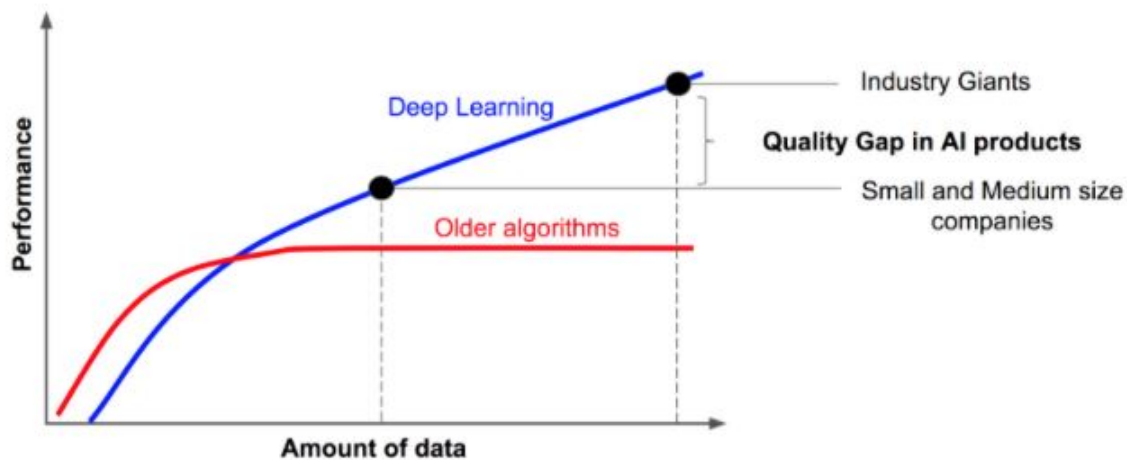 Industry Giants
Deep Learning
Quality Gap in AI products
Small and Medium size
companies
Older algorithms
Performance
Amount of data